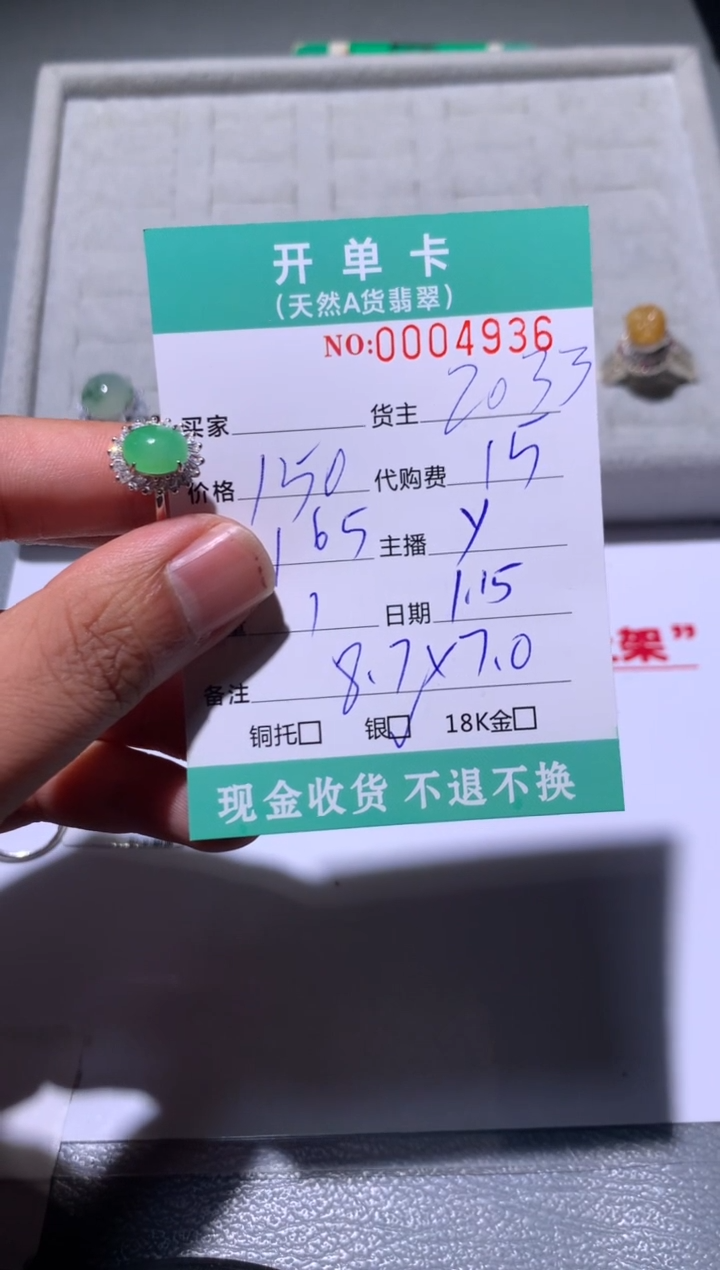 开单卡
(天然A货翡翠)
NO:0004936
买家 货主 2033
价格 150 代购费 15
165 主播 y
1 日期 1.15
备注 8.7x7.0
铜托□ 银☑ 18K金□
现金收货 不退不换
架”